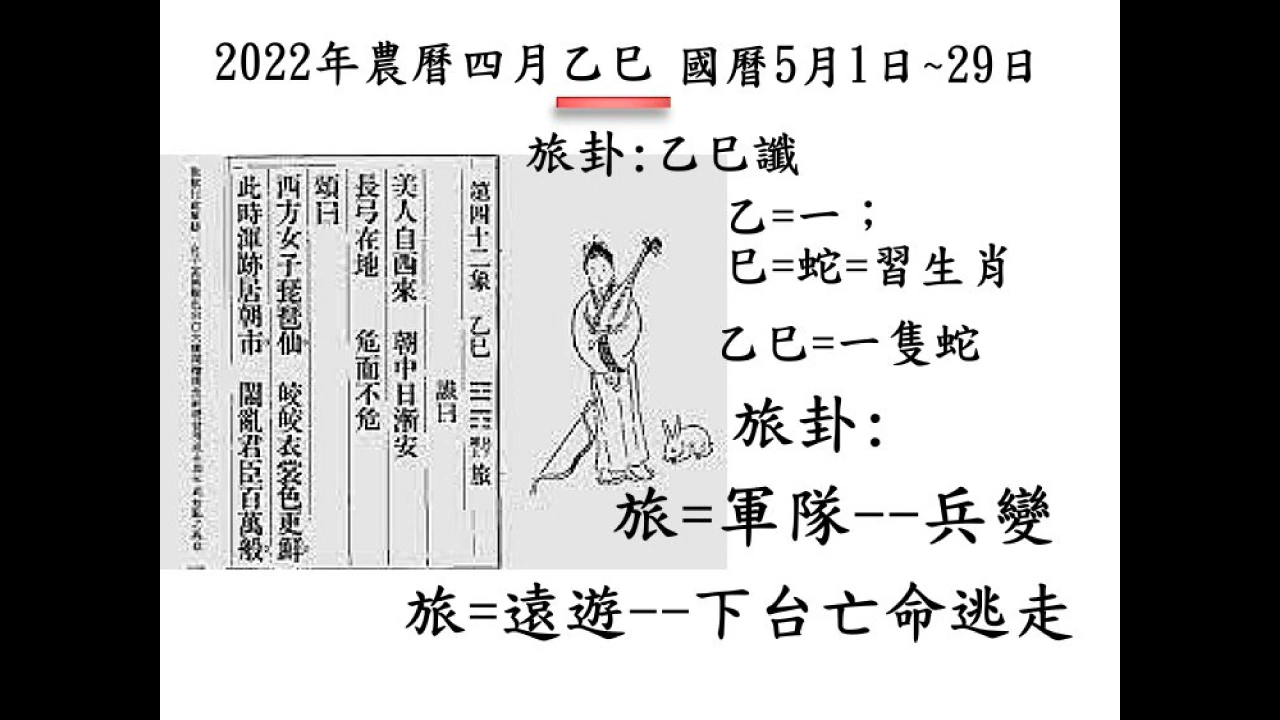 2022年農曆四月乙巳 國曆5月1日~29日
旅卦:乙巳讖
乙=一；
巳=蛇=習生肖
乙巳=一隻蛇
旅卦:
旅=軍隊--兵變
旅=遠遊--下台亡命逃走
第四十二象 乙巳 旅
讖曰
美人自西來 朝中日漸安
長弓在地 危而不危
頌曰
西方女子琵琶仙 皎皎衣裳色更鮮
此時渾跡居朝市 鬧亂君臣百萬般